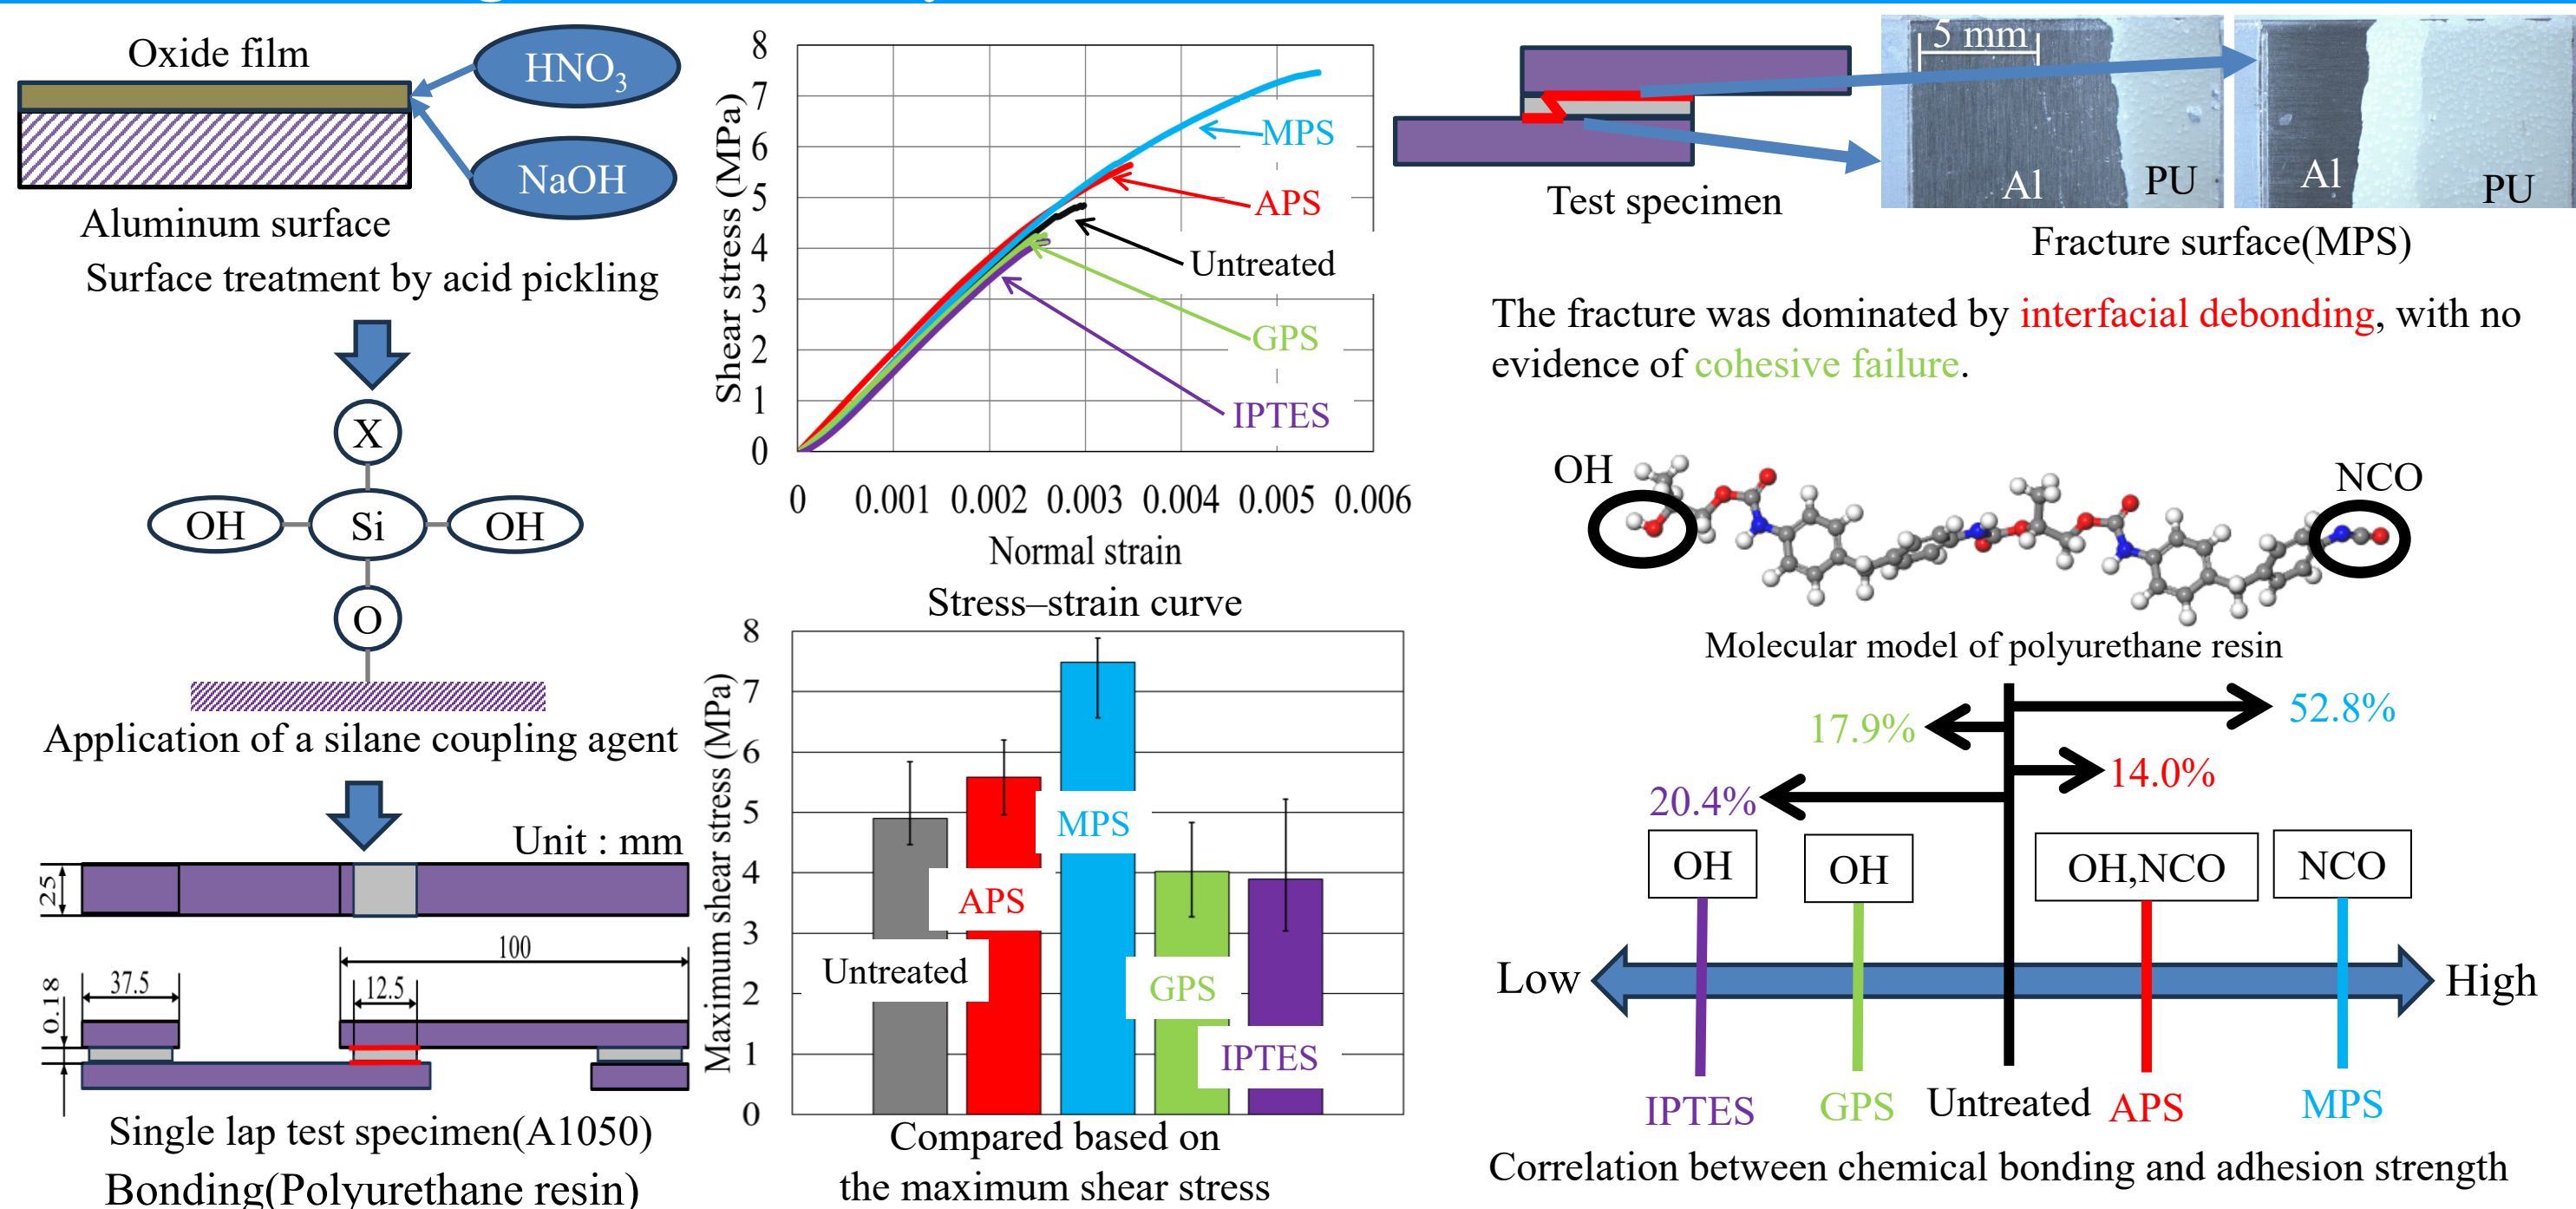 Oxide film
HNO3
NaOH
Aluminum surface
Surface treatment by acid pickling
X
OH
Si
OH
O
Application of a silane coupling agent
Unit : mm
25
100
37.5
12.5
0.18
Single lap test specimen(A1050)
Bonding(Polyurethane resin)
Shear stress (MPa)
8
7
6
5
4
3
2
1
0
MPS
APS
Untreated
GPS
IPTES
0
0.001
0.002
0.003
0.004
0.005
0.006
Normal strain
Stress–strain curve
Maximum shear stress (MPa)
8
7
6
5
4
3
2
1
0
Untreated
APS
MPS
GPS
IPTES
Compared based on
the maximum shear stress
Test specimen
5 mm
Al
PU
Al
PU
Fracture surface(MPS)
The fracture was dominated by interfacial debonding, with no
evidence of cohesive failure.
OH
NCO
Molecular model of polyurethane resin
52.8%
17.9%
14.0%
20.4%
OH
OH
OH,NCO
NCO
Low
High
IPTES
GPS
Untreated
APS
MPS
Correlation between chemical bonding and adhesion strength